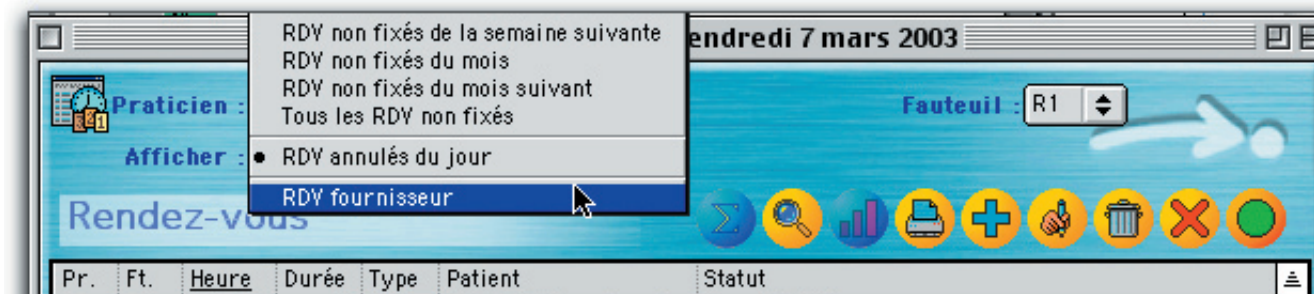 RDV non fixés de la semaine suivante
endredi 7 mars 2003
RDV non fixés du mois
RDV non fixés du mois suivant
Praticien :
Fauteuil : R1
Tous les RDV non fixés
Afficher :
RDV annulés du jour
RDV fournisseur
Rendez-vous
Pr. Ft. Heure Durée Type Patient Statut